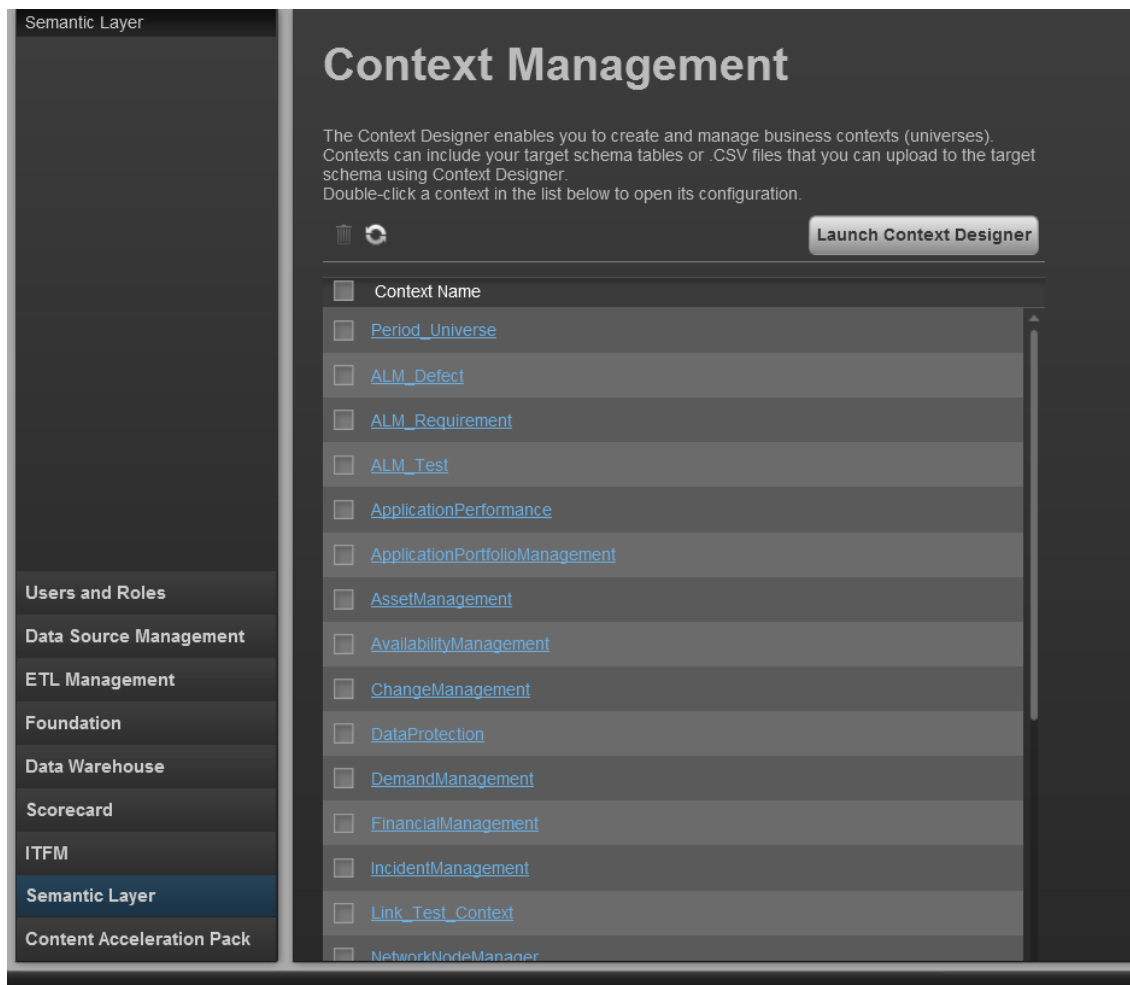 Semantic Layer
Context Management
The Context Designer enables you to create and manage business contexts (universes).
Contexts can include your target schema tables or .CSV files that you can upload to the target
schema using Context Designer.
Double-click a context in the list below to open its configuration.
Launch Context Designer
Context Name
Period_Universe
ALM_Defect
ALM_Requirement
ALM_Test
ApplicationPerformance
ApplicationPortfolioManagement
AssetManagement
AvailabilityManagement
ChangeManagement
DataProtection
DemandManagement
FinancialManagement
IncidentManagement
Link_Test_Context
NetworkNodeManager
Users and Roles
Data Source Management
ETL Management
Foundation
Data Warehouse
Scorecard
ITFM
Semantic Layer
Content Acceleration Pack